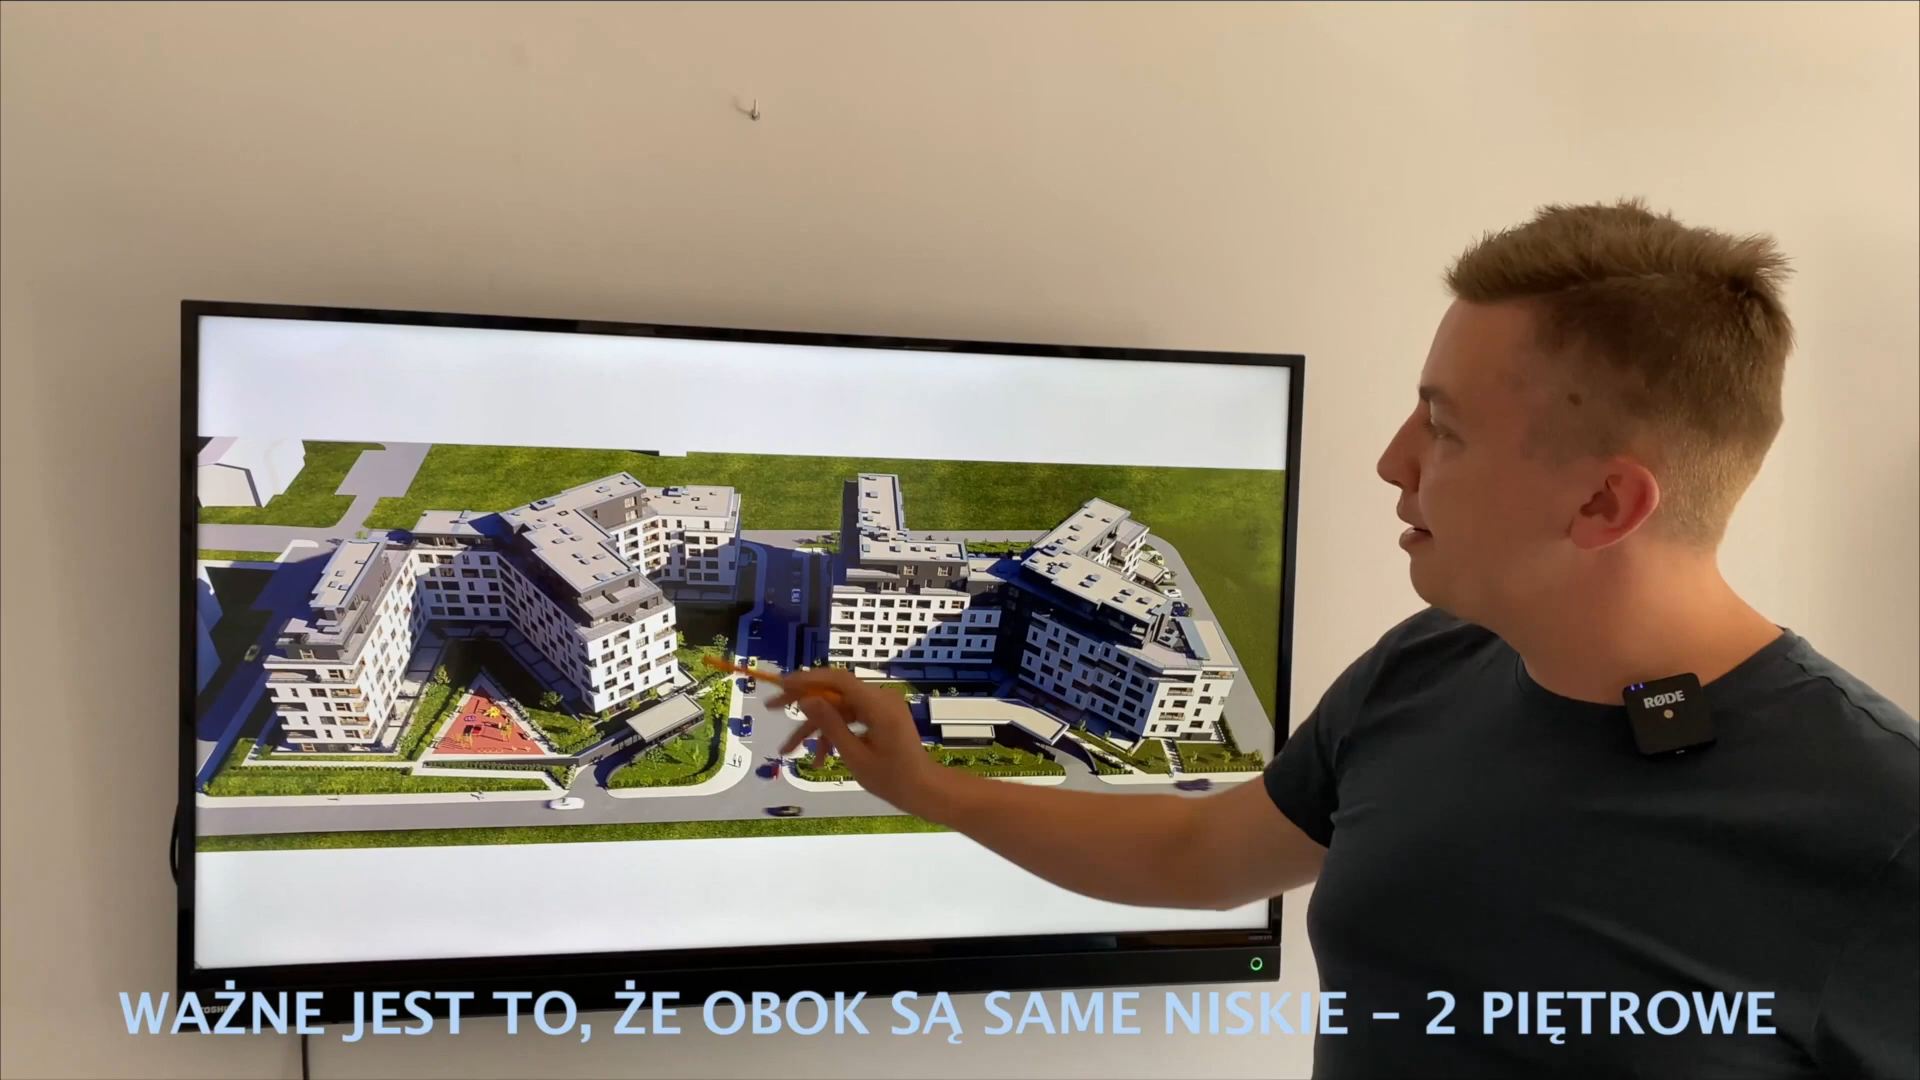 RØDE
WAŻNE JEST TO, ŻE OBOK SĄ SAME NISKIE – 2 PIĘTROWE